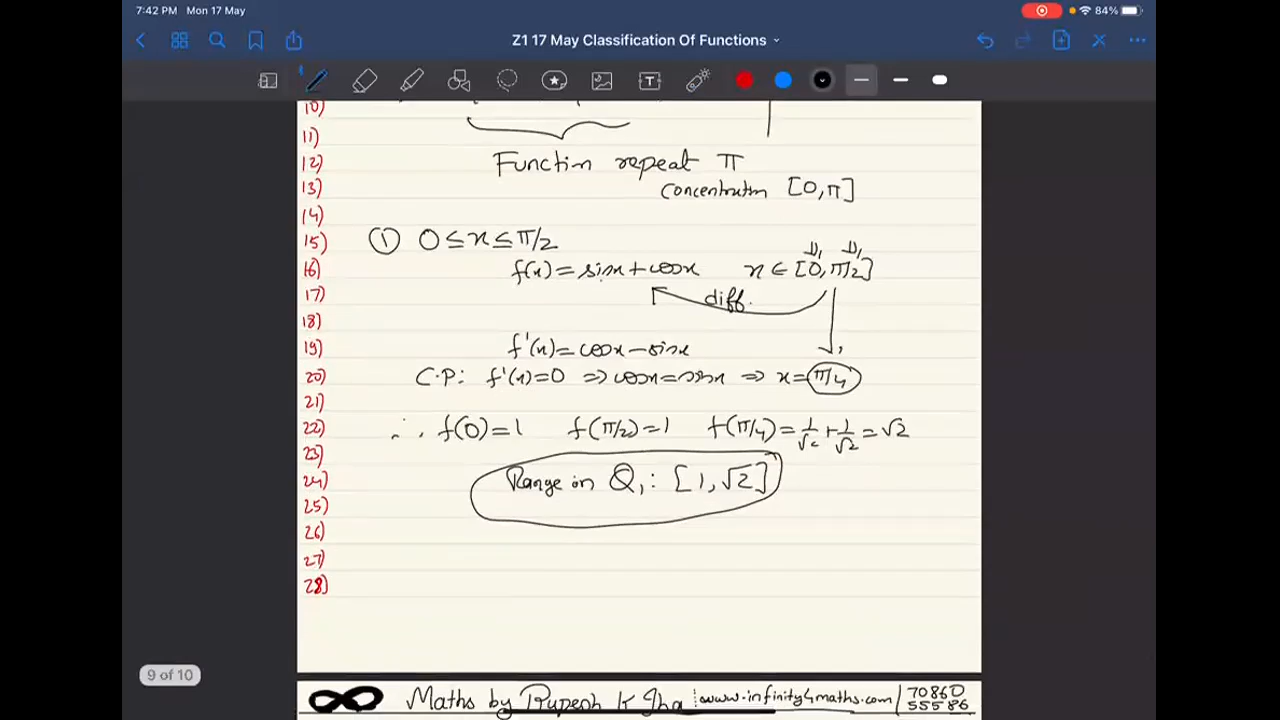 7:42 PM Mon 17 May
84%
Z1 17 May Classification Of Functions
10)
11)
12) Function repeat π
13) Concentration [0,π]
14)
15) ① 0≤x≤π/2
16) f(x)=sinx+cosx x∈[0,π/2]
17) diff.
18)
19) f'(x)=cosx−sinx
20) C.P: f'(x)=0 ⇒cosx=sinx ⇒ x=π/4
21)
22) ∴ f(0)=1 f(π/2)=1 f(π/4)=1/√2+1/√2=√2
23)
24) Range in Q1: [1,√2]
25)
26)
27)
28)
9 of 10
Maths by Rupesh K Jha www.infinity4maths.com/ 70860 55586